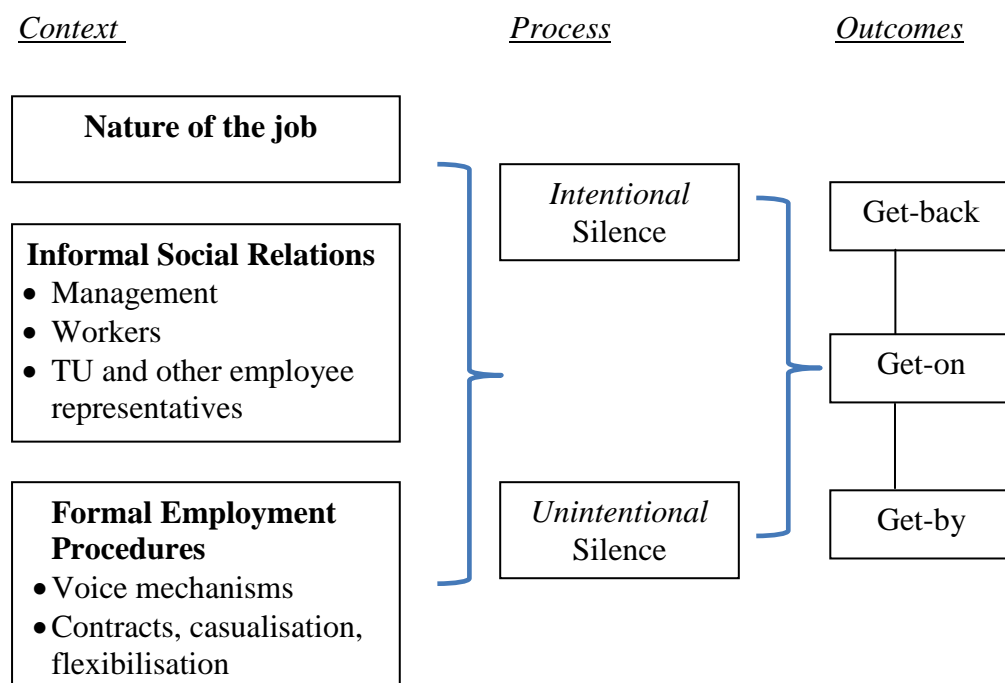 Context
Process
Outcomes
Nature of the job
Informal Social Relations
• Management
• Workers
• TU and other employee
representatives
Formal Employment
Procedures
• Voice mechanisms
• Contracts, casualisation,
flexibilisation
Intentional
Silence
Unintentional
Silence
Get-back
Get-on
Get-by